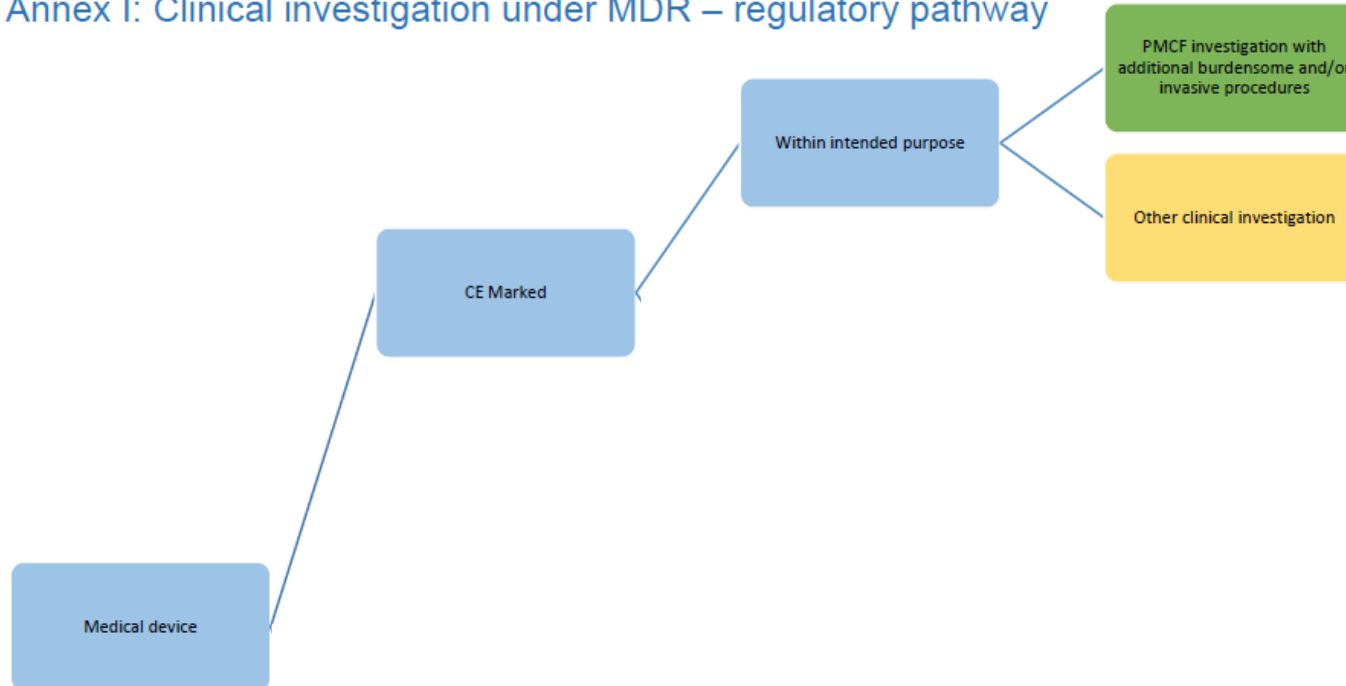 Annex I: Clinical investigation under MDR – regulatory pathway
PMCF investigation with
additional burdensome and/or
invasive procedures
Within intended purpose
Other clinical investigation
CE Marked
Medical device